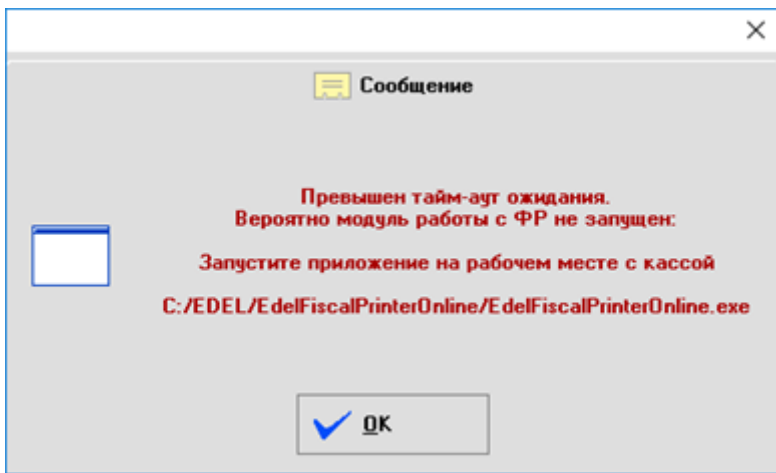 Сообщение
Превышен тайм-аут ожидания.
Вероятно модуль работы с ФР не запущен:
Запустите приложение на рабочем месте с кассой
C:/EDEL/EdelFiscalPrinterOnline/EdelFiscalPrinterOnline.exe
OK